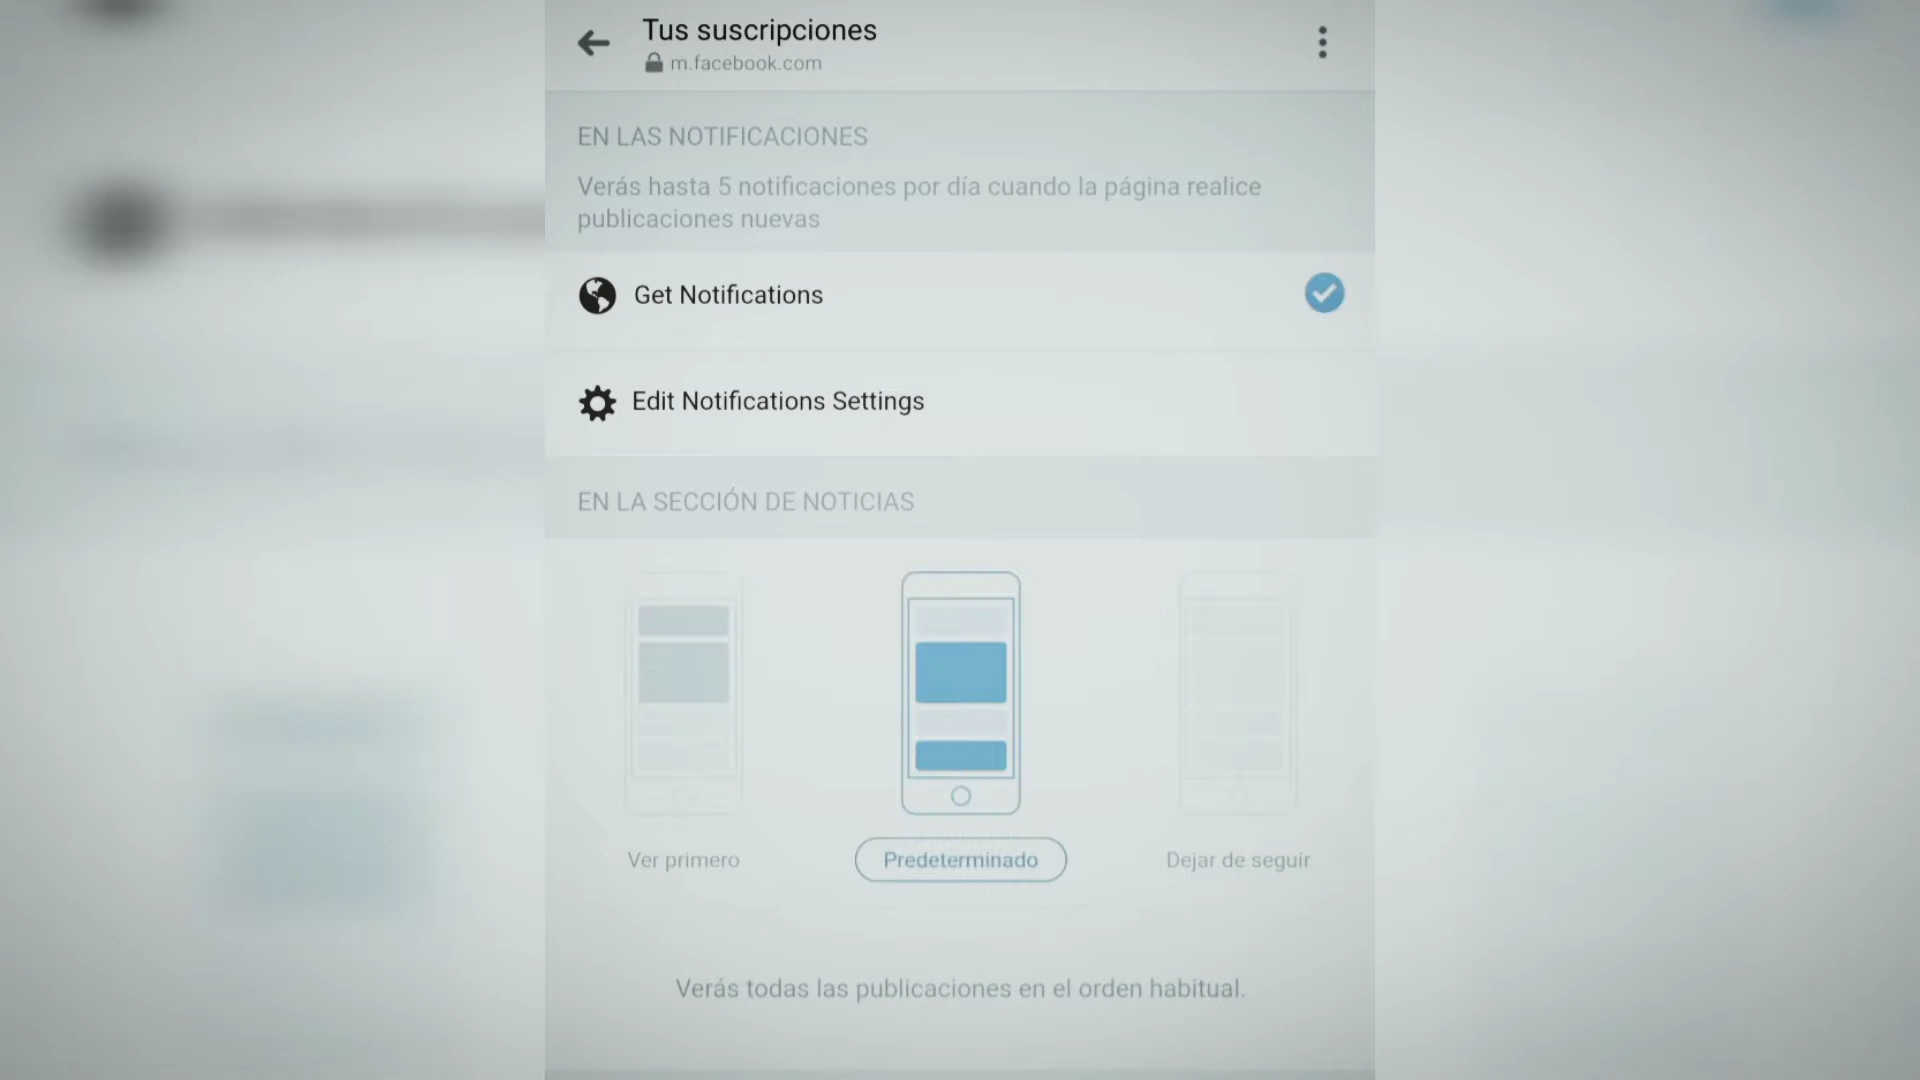 Tus suscripciones
m.facebook.com
EN LAS NOTIFICACIONES
Verás hasta 5 notificaciones por día cuando la página realice
publicaciones nuevas
Get Notifications
Edit Notifications Settings
EN LA SECCIÓN DE NOTICIAS
Ver primero
Predeterminado
Dejar de seguir
Verás todas las publicaciones en el orden habitual.